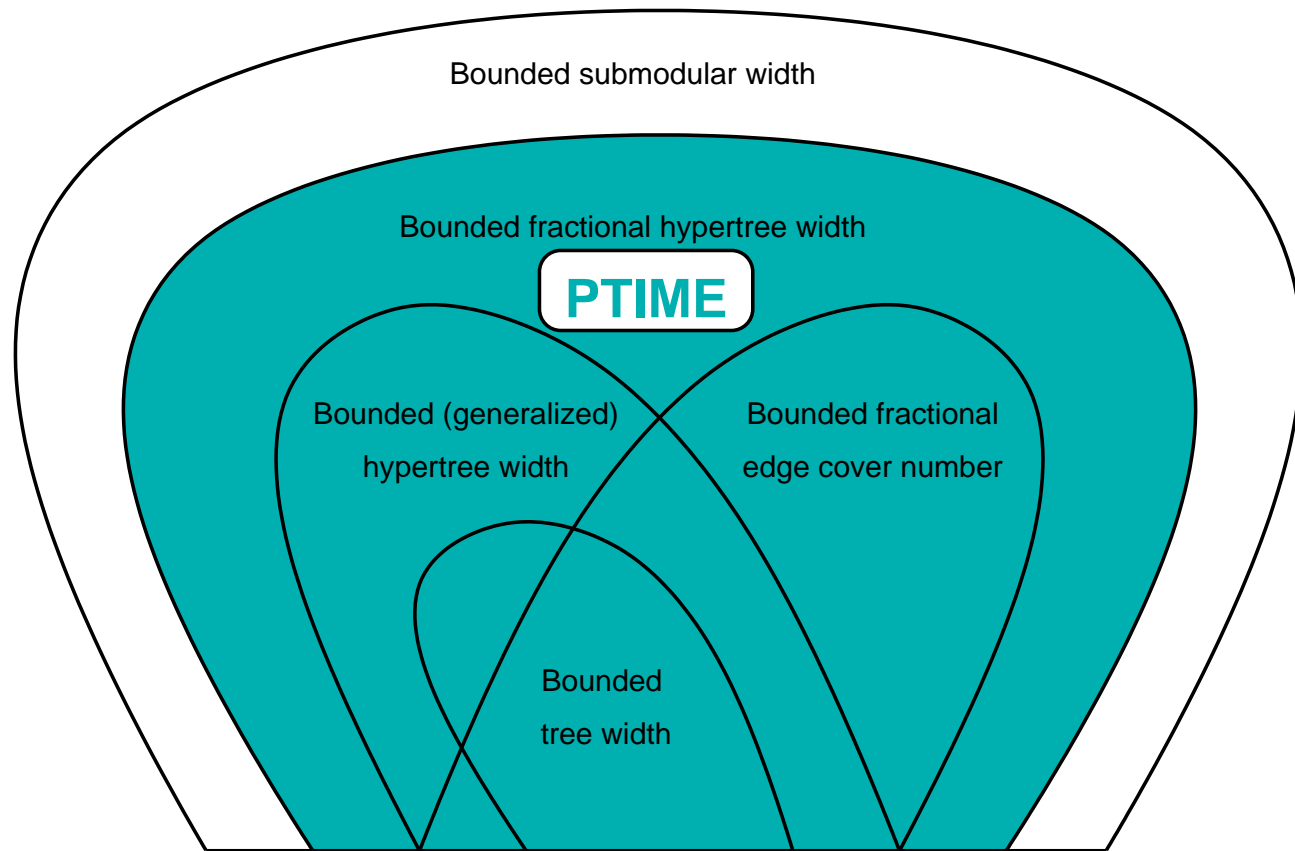 Bounded submodular width
Bounded fractional hypertree width
PTIME
Bounded (generalized)
hypertree width
Bounded fractional
edge cover number
Bounded
tree width